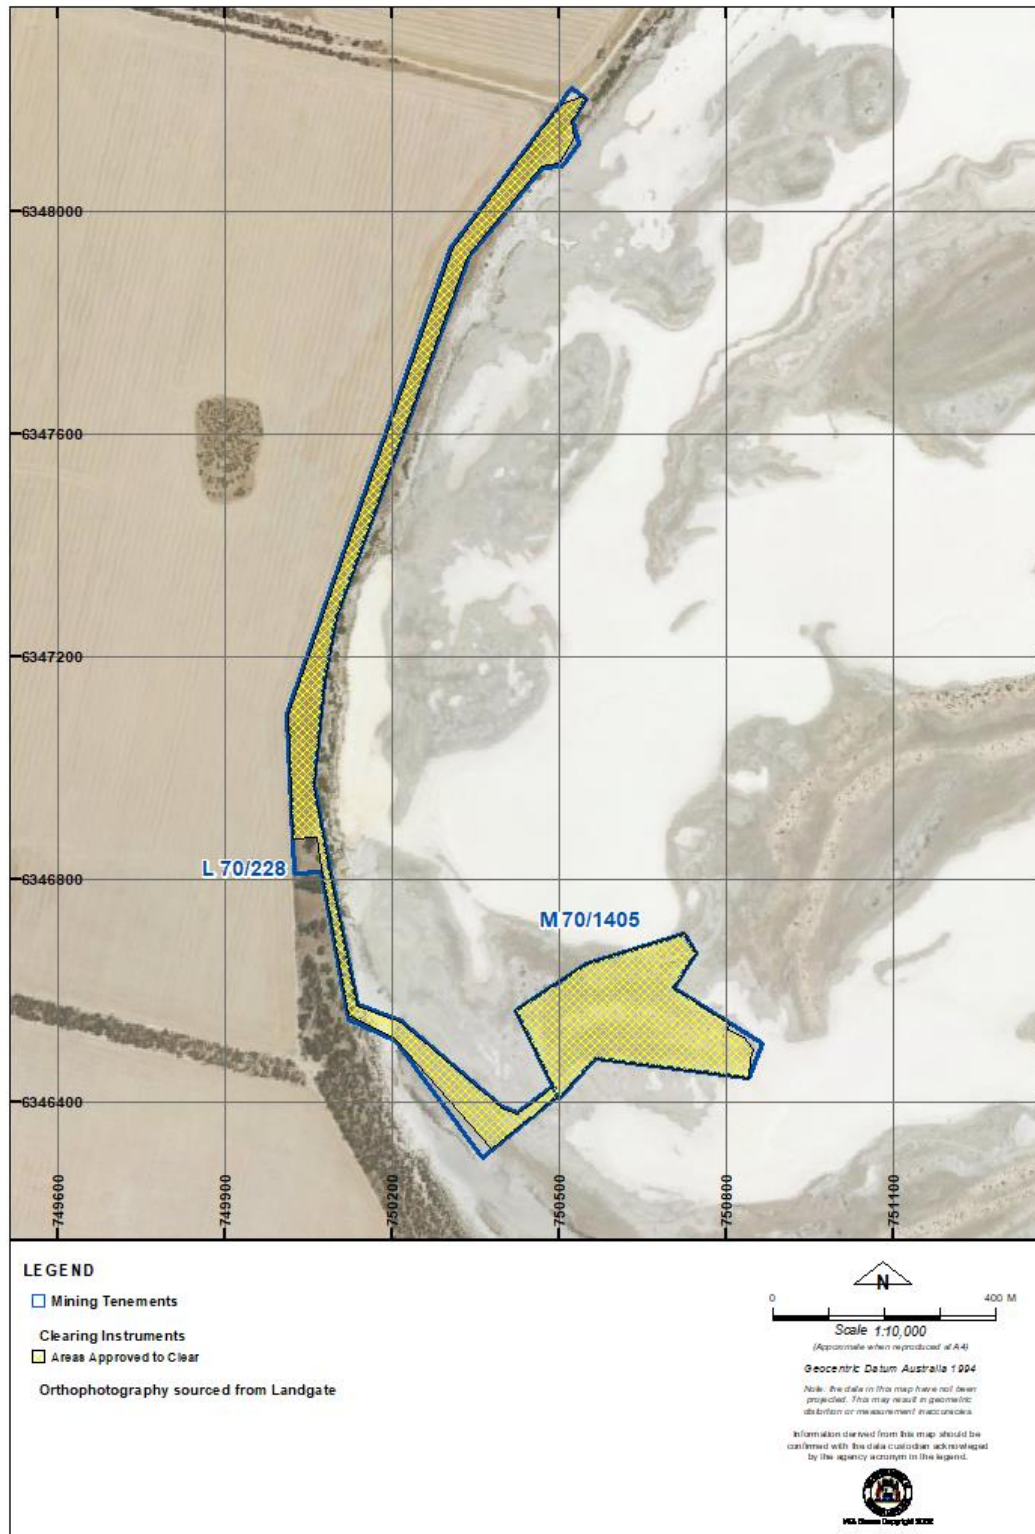 6348000
6347600
6347200
L 70/228
6346800
M 70/1405
6346400
749600
749900
750200
750500
750800
751100
LEGEND
Mining Tenements
Clearing Instruments
Areas Approved to Clear
Orthophotography sourced from Landgate
N
0 400 M
Scale 1:10,000
(Approximate when reproduced at A4)
Geocentric Datum Australia 1994
Note: the data in this map have not been
projected. This may result in geometric
distortion or measurement inaccuracies.
Information derived from this map should be
confirmed with the data custodian acknowleged
by the agency acronym in the legend.